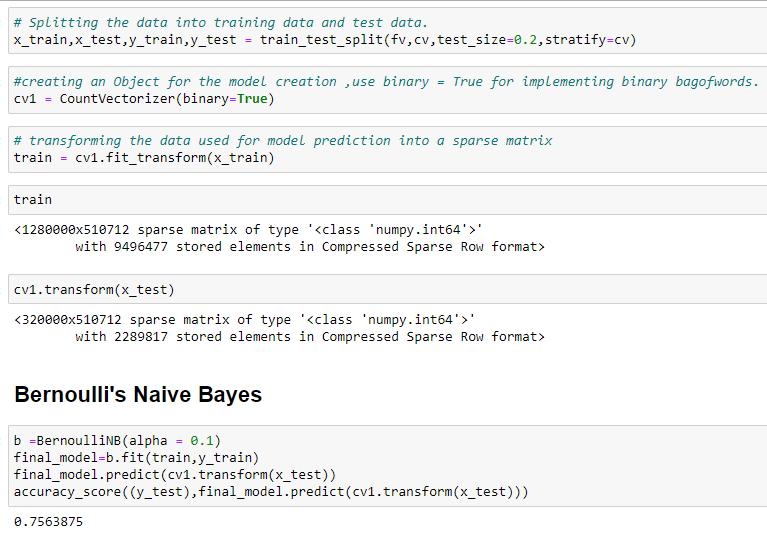 # Splitting the data into training data and test data.
x_train,x_test,y_train,y_test = train_test_split(fv,cv,test_size=0.2,stratify=cv)
#creating an Object for the model creation ,use binary = True for implementing binary bagofwords.
cv1 = CountVectorizer(binary=True)
# transforming the data used for model prediction into a sparse matrix
train = cv1.fit_transform(x_train)
train
<1280000x510712 sparse matrix of type '<class 'numpy.int64'>'
        with 9496477 stored elements in Compressed Sparse Row format>
cv1.transform(x_test)
<320000x510712 sparse matrix of type '<class 'numpy.int64'>'
        with 2289817 stored elements in Compressed Sparse Row format>
Bernoulli's Naive Bayes
b =BernoulliNB(alpha = 0.1)
final_model=b.fit(train,y_train)
final_model.predict(cv1.transform(x_test))
accuracy_score((y_test),final_model.predict(cv1.transform(x_test)))
0.7563875